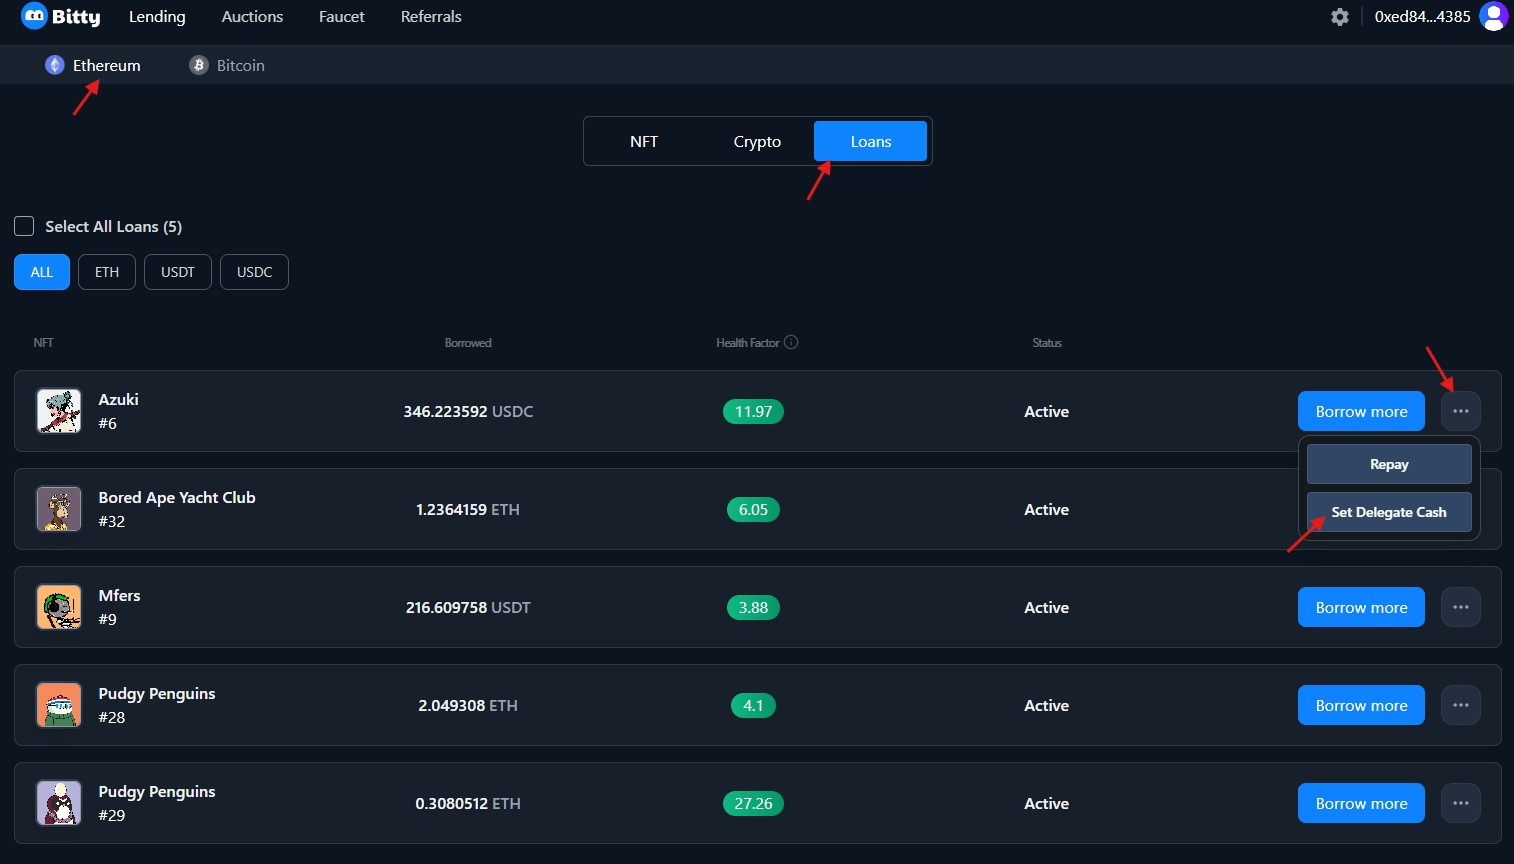 Bitty Lending Auctions Faucet Referrals 0xed84...4385
Ethereum Bitcoin
NFT Crypto Loans
Select All Loans (5)
ALL ETH USDT USDC
NFT Borrowed Health Factor Status
Azuki
#6
346.223592 USDC 11.97 Active Borrow more
Repay
Set Delegate Cash
Bored Ape Yacht Club
#32
1.2364159 ETH 6.05 Active
Mfers
#9
216.609758 USDT 3.88 Active Borrow more
Pudgy Penguins
#28
2.049308 ETH 4.1 Active Borrow more
Pudgy Penguins
#29
0.3080512 ETH 27.26 Active Borrow more